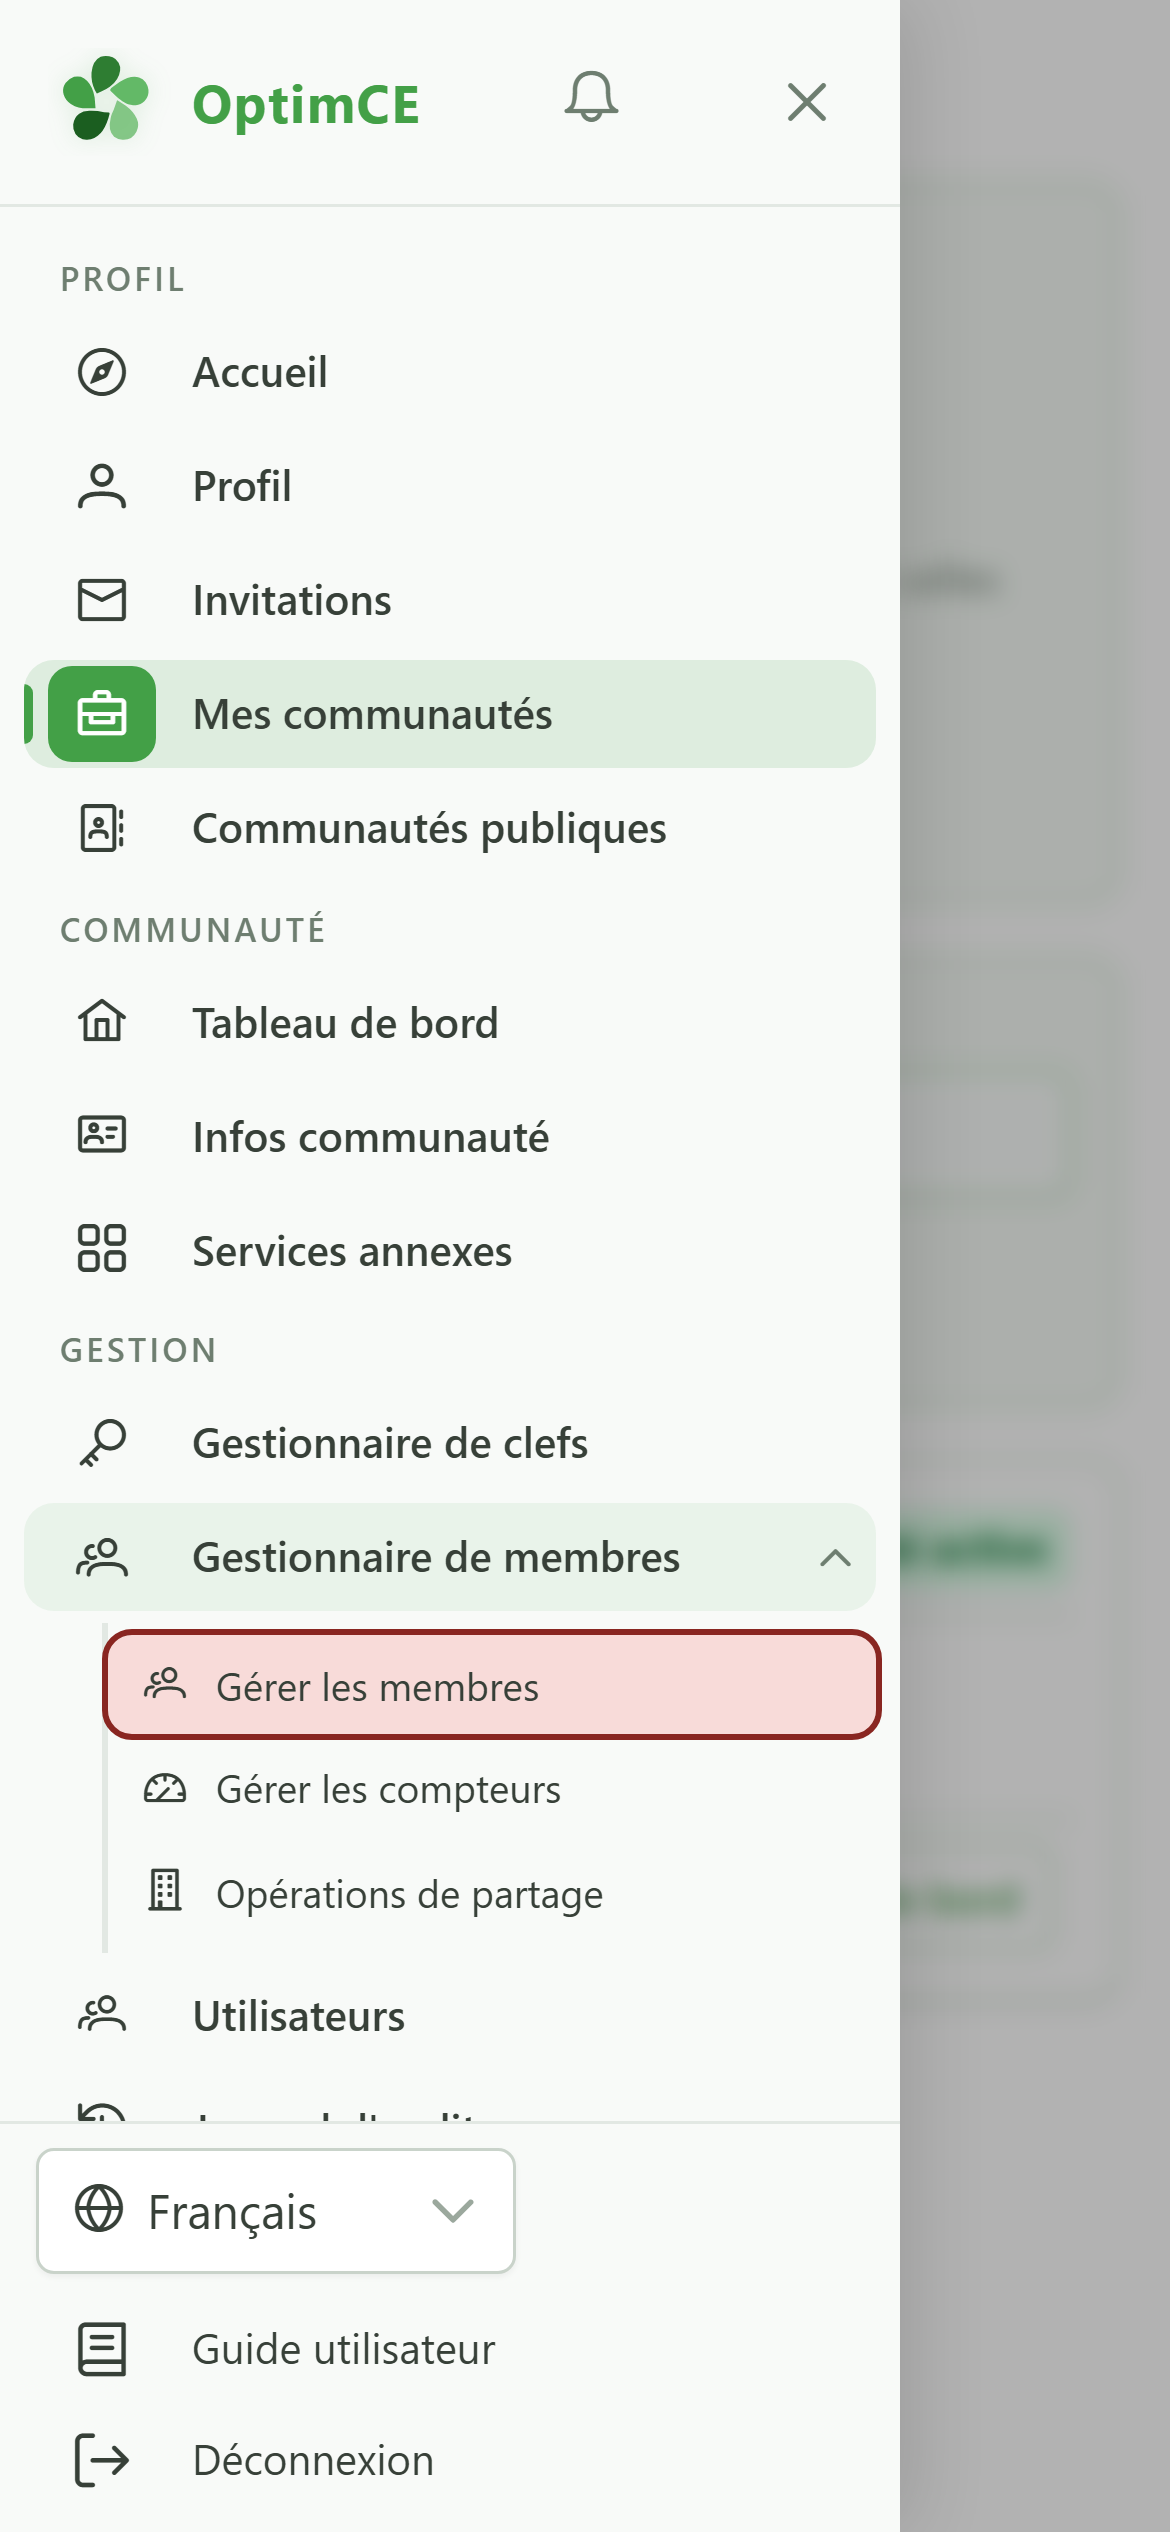 OptimCE
PROFIL
Accueil
Profil
Invitations
Mes communautés
Communautés publiques
COMMUNAUTÉ
Tableau de bord
Infos communauté
Services annexes
GESTION
Gestionnaire de clefs
Gestionnaire de membres
Gérer les membres
Gérer les compteurs
Opérations de partage
Utilisateurs
Français
Guide utilisateur
Déconnexion